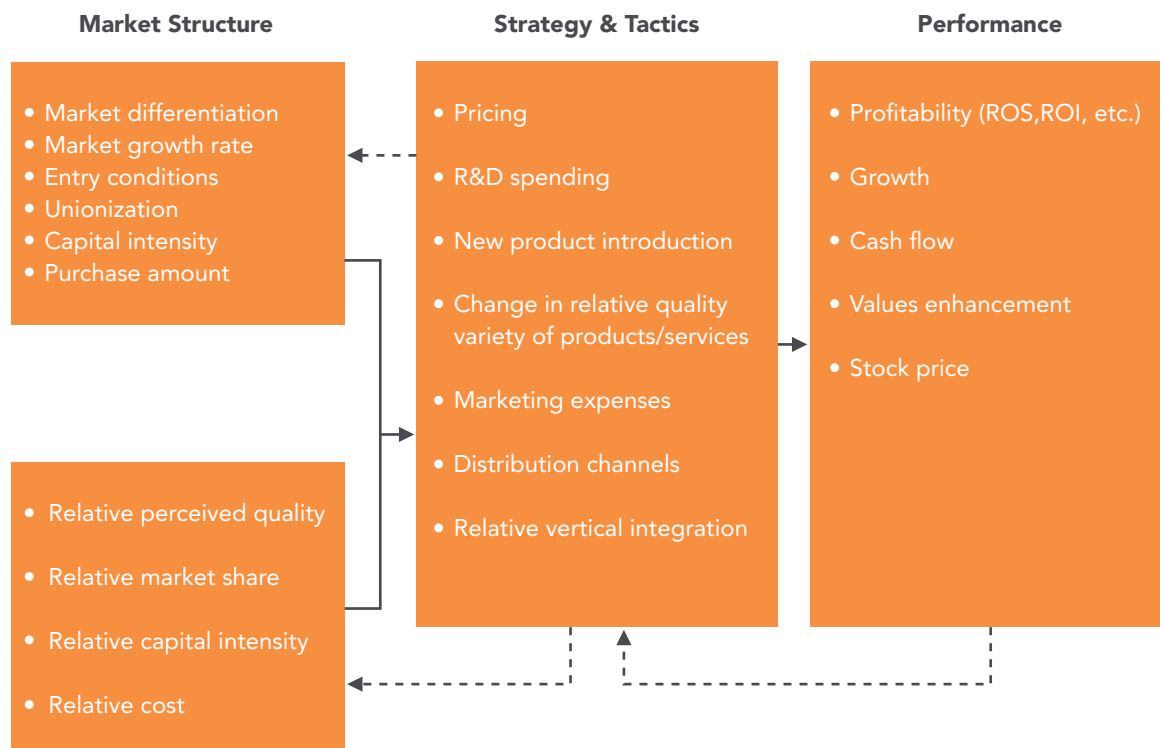 Market Structure
• Market differentiation
• Market growth rate
• Entry conditions
• Unionization
• Capital intensity
• Purchase amount
• Relative perceived quality
• Relative market share
• Relative capital intensity
• Relative cost
Strategy & Tactics
• Pricing
• R&D spending
• New product introduction
• Change in relative quality
variety of products/services
• Marketing expenses
• Distribution channels
• Relative vertical integration
Performance
• Profitability (ROS,ROI, etc.)
• Growth
• Cash flow
• Values enhancement
• Stock price